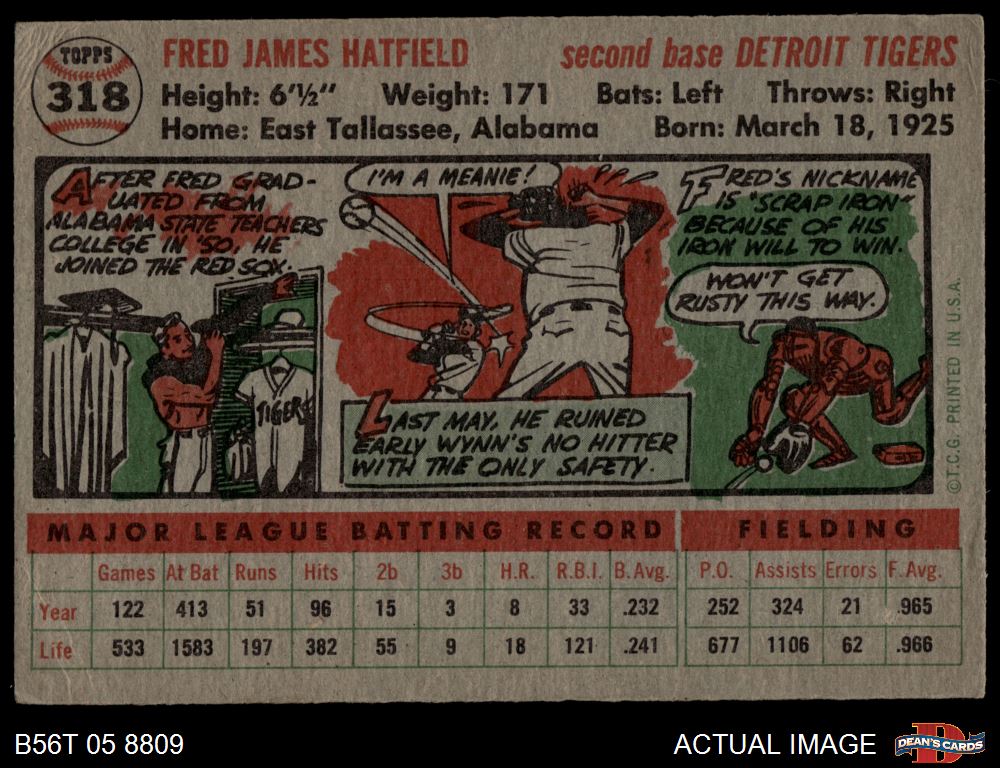 TOPPS
318
FRED JAMES HATFIELD second base DETROIT TIGERS
Height: 6'½" Weight: 171 Bats: Left Throws: Right
Home: East Tallassee, Alabama Born: March 18, 1925
AFTER FRED GRAD-
UATED FROM
ALABAMA STATE TEACHERS
COLLEGE IN '50, HE
JOINED THE RED SOX.
TIGERS
I'M A MEANIE!
LAST MAY, HE RUINED
EARLY WYNN'S NO HITTER
WITH THE ONLY SAFETY.
FRED'S NICKNAME
IS "SCRAP IRON"
BECAUSE OF HIS
IRON WILL TO WIN.
WON'T GET
RUSTY THIS WAY.
©T.C.G. PRINTED IN U.S.A.
MAJOR LEAGUE BATTING RECORD FIELDING
Games At Bat Runs Hits 2b 3b H.R. R.B.I. B. Avg. P.O. Assists Errors F. Avg.
Year 122 413 51 96 15 3 8 33 .232 252 324 21 .965
Life 533 1583 197 382 55 9 18 121 .241 677 1106 62 .966
B56T 05 8809 ACTUAL IMAGE
D
DEAN'S CARDS